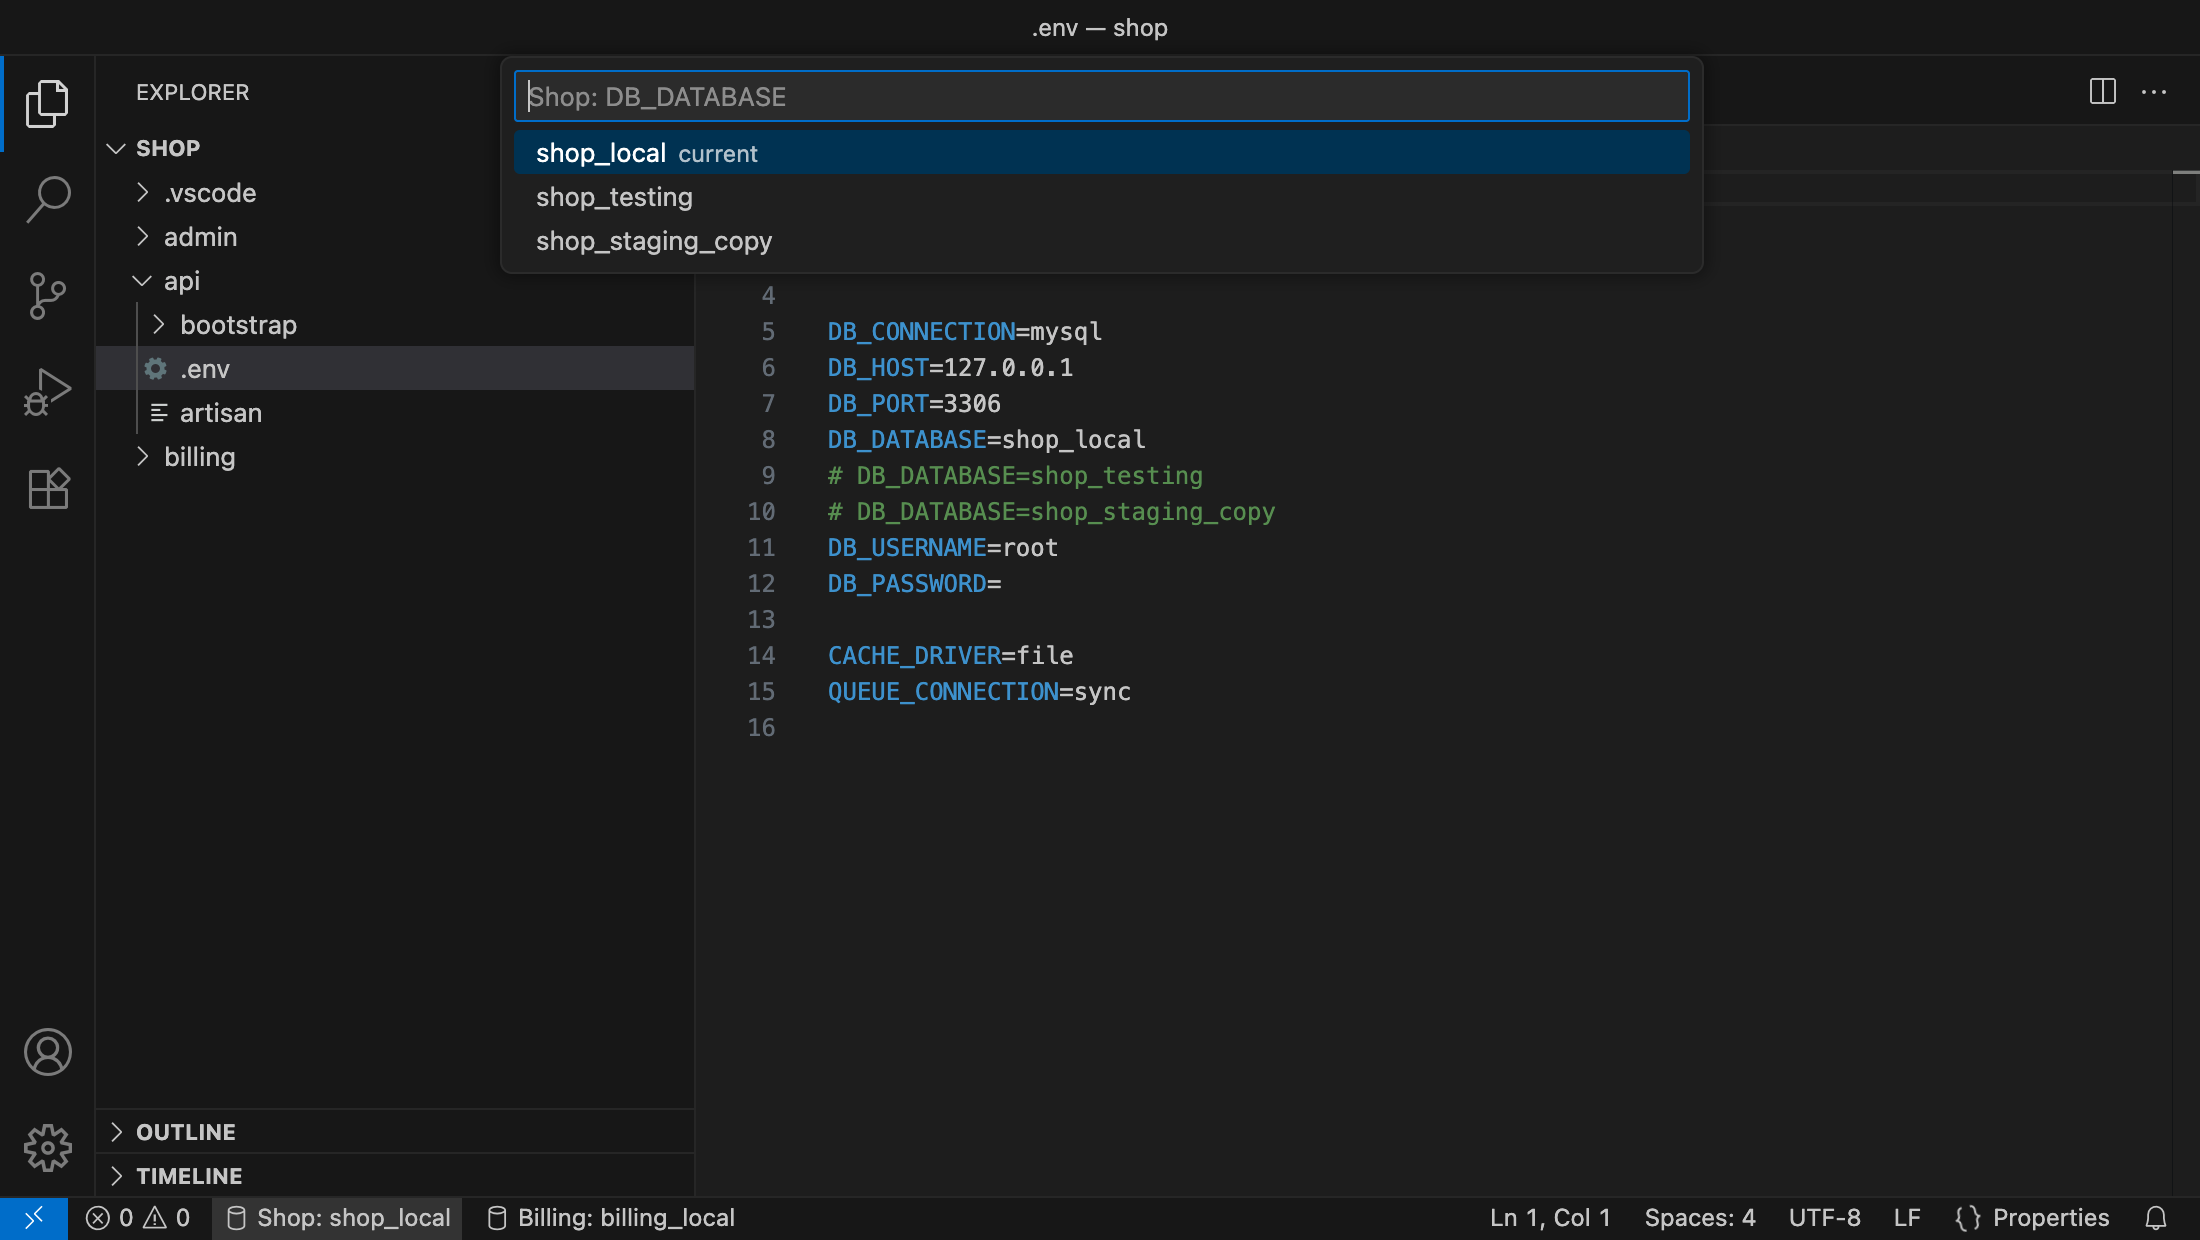 .env — shop
EXPLORER
SHOP
.vscode
admin
api
bootstrap
.env
artisan
billing
Shop: DB_DATABASE
shop_local current
shop_testing
shop_staging_copy
4
5 DB_CONNECTION=mysql
6 DB_HOST=127.0.0.1
7 DB_PORT=3306
8 DB_DATABASE=shop_local
9 # DB_DATABASE=shop_testing
10 # DB_DATABASE=shop_staging_copy
11 DB_USERNAME=root
12 DB_PASSWORD=
13
14 CACHE_DRIVER=file
15 QUEUE_CONNECTION=sync
16
OUTLINE
TIMELINE
0 0 Shop: shop_local Billing: billing_local Ln 1, Col 1 Spaces: 4 UTF-8 LF {} Properties